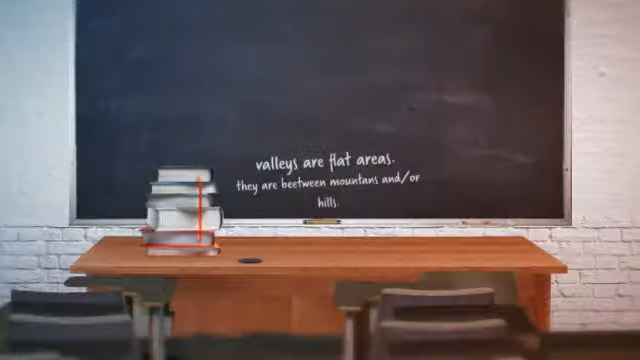 valleys are flat areas.
they are beetween mountans and/or
hills.